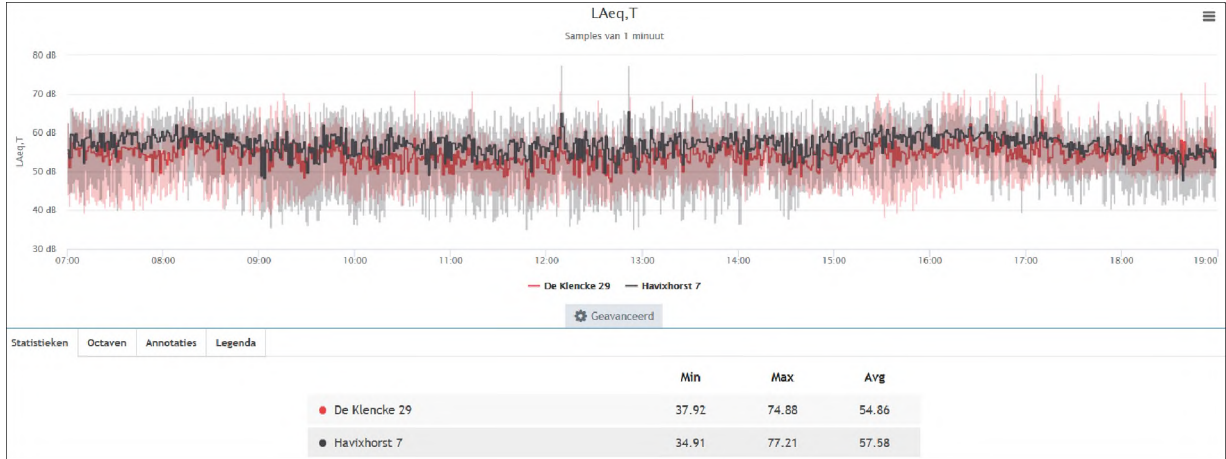 LAeq,T
Samples van 1 minuut
80 dB
70 dB
60 dB
50 dB
40 dB
30 dB
LAeq,T
07:00 08:00 09:00 10:00 11:00 12:00 13:00 14:00 15:00 16:00 17:00 18:00 19:00
De Klencke 29 Havixhorst 7
Geavanceerd
Statistieken Octaven Annotaties Legenda
Min Max Avg
De Klencke 29 37.92 74.88 54.86
Havixhorst 7 34.91 77.21 57.58